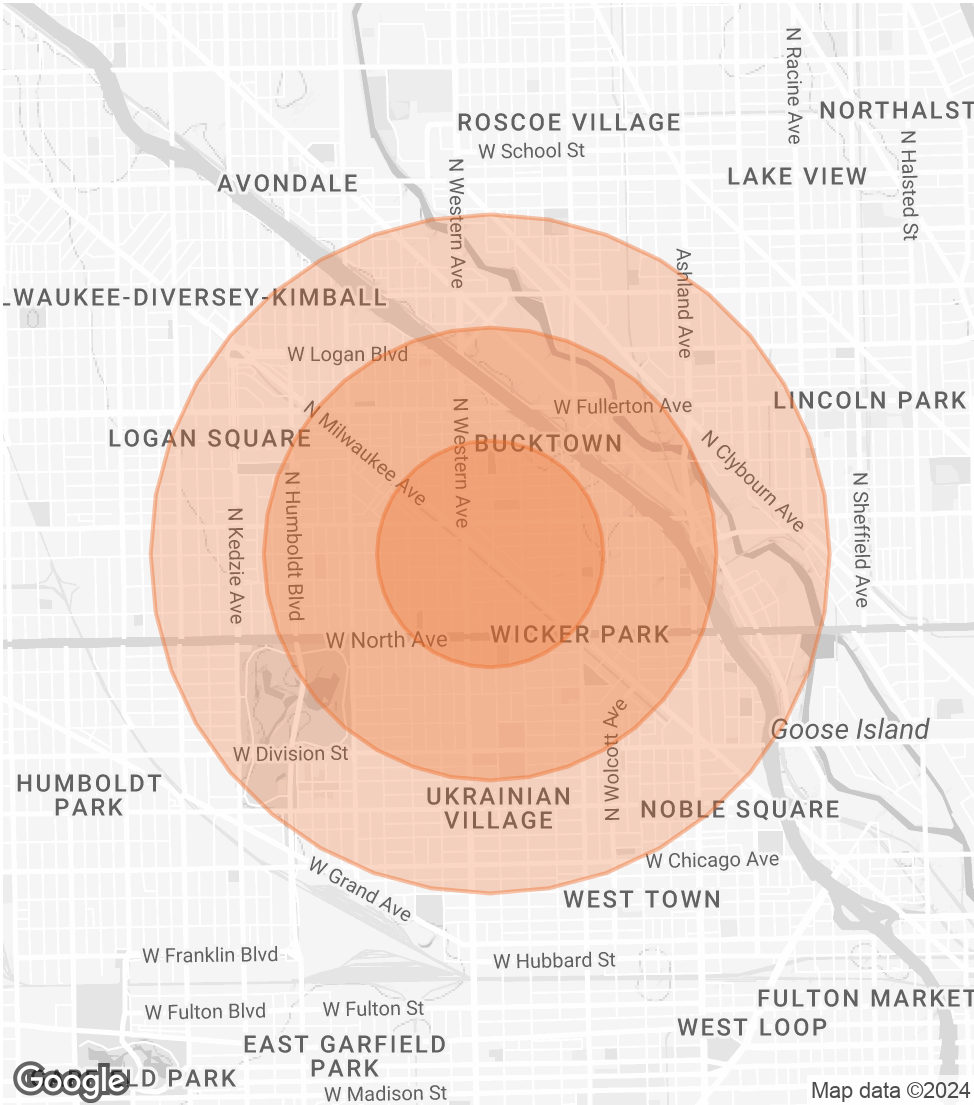 N Racine Ave
NORTHALST
ROSCOE VILLAGE
W School St
N Halsted St
LAKE VIEW
AVONDALE
N Western Ave
Ashland Ave
LWAUKEE-DIVERSEY-KIMBALL
W Logan Blvd
LINCOLN PARK
W Fullerton Ave
N Milwaukee Ave
N Western Ave
LOGAN SQUARE
BUCKTOWN
N Clybourn Ave
N Humboldt Blvd
N Sheffield Ave
N Kedzie Ave
W North Ave
WICKER PARK
N Wolcott Ave
Goose Island
W Division St
HUMBOLDT
PARK
UKRAINIAN
VILLAGE
NOBLE SQUARE
W Chicago Ave
W Grand Ave
WEST TOWN
W Franklin Blvd
W Hubbard St
FULTON MARKET
W Fulton Blvd
W Fulton St
WEST LOOP
EAST GARFIELD
PARK
Google
GARFIELD PARK
W Madison St
Map data ©2024